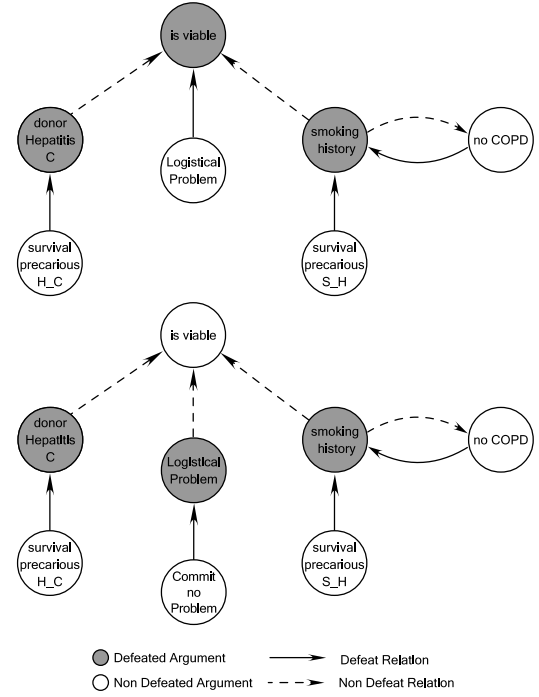 is viable
donor
Hepatitis
C
Logistical
Problem
smoking
history
no COPD
survival
precarious
H_C
survival
precarious
S_H
is viable
donor
Hepatitis
C
Logistical
Problem
smoking
history
no COPD
survival
precarious
H_C
Commit
no
Problem
survival
precarious
S_H
Defeated Argument
Defeat Relation
Non Defeated Argument
Non Defeat Relation